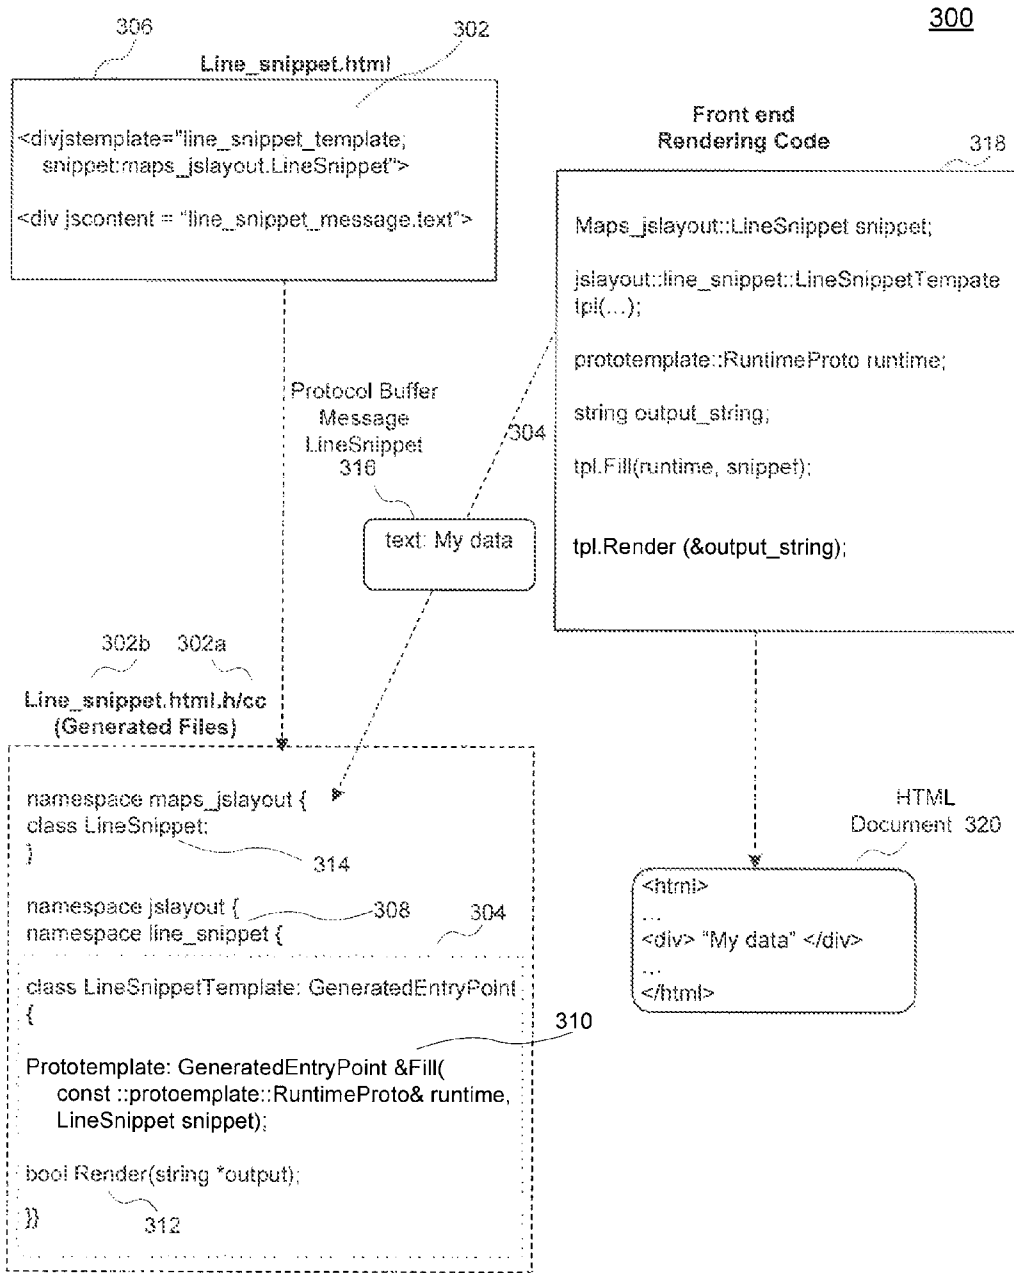 300
306
302
Line_snippet.html
<divjstemplate="line_snippet_template;
snippet:maps_jslayout.LineSnippet">
<div jscontent = "line_snippet_message.text">
Front end
Rendering Code
318
Maps_jslayout::LineSnippet snippet;
jslayout::line_snippet::LineSnippetTempate
tpl(...);
prototemplate::RuntimeProto runtime;
string output_string;
tpl.Fill(runtime, snippet);
tpl.Render (&output_string);
Protocol Buffer
Message
LineSnippet
316
304
text: My data
302b
302a
Line_snippet.html.h/cc
(Generated Files)
namespace maps_jslayout {
class LineSnippet;
}
314
namespace jslayout {
308
304
namespace line_snippet {
class LineSnippetTemplate: GeneratedEntryPoint
{
310
Prototemplate: GeneratedEntryPoint &Fill(
const ::protoemplate::RuntimeProto& runtime,
LineSnippet snippet);
bool Render(string *output);
}}
312
HTML
Document 320
<html>
...
<div> "My data" </div>
...
</html>